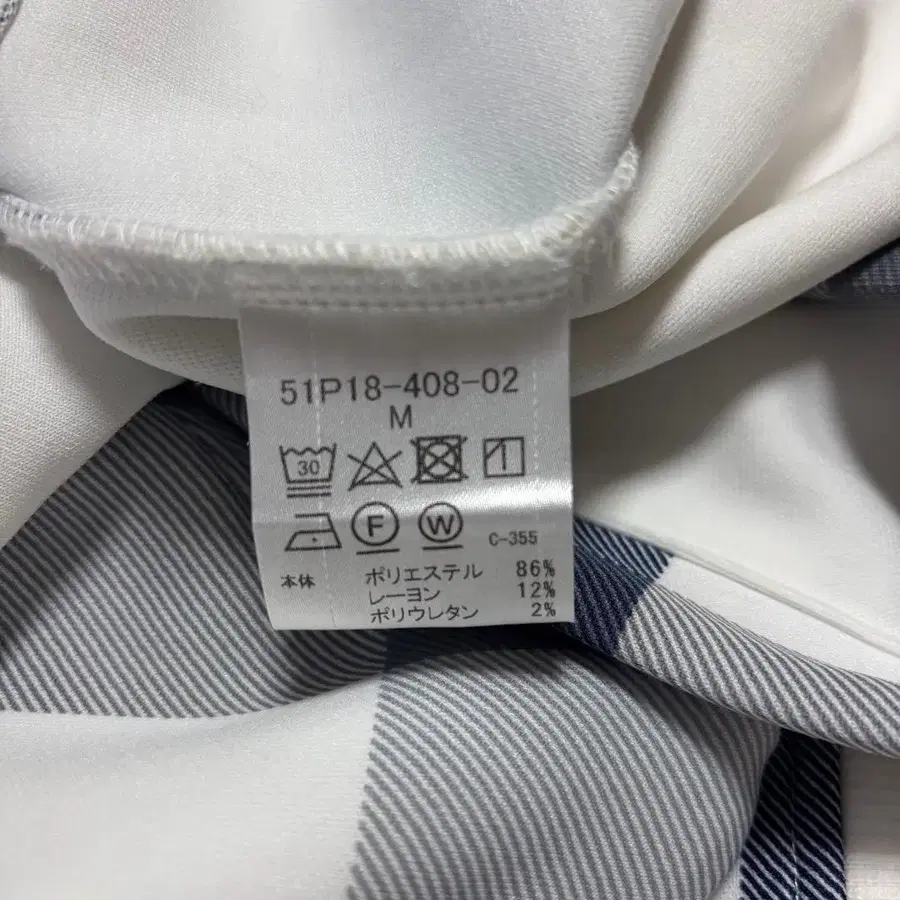 51P18-408-02
M
30
F W C-355
本体 ポリエステル 86%
レーヨン 12%
ポリウレタン 2%